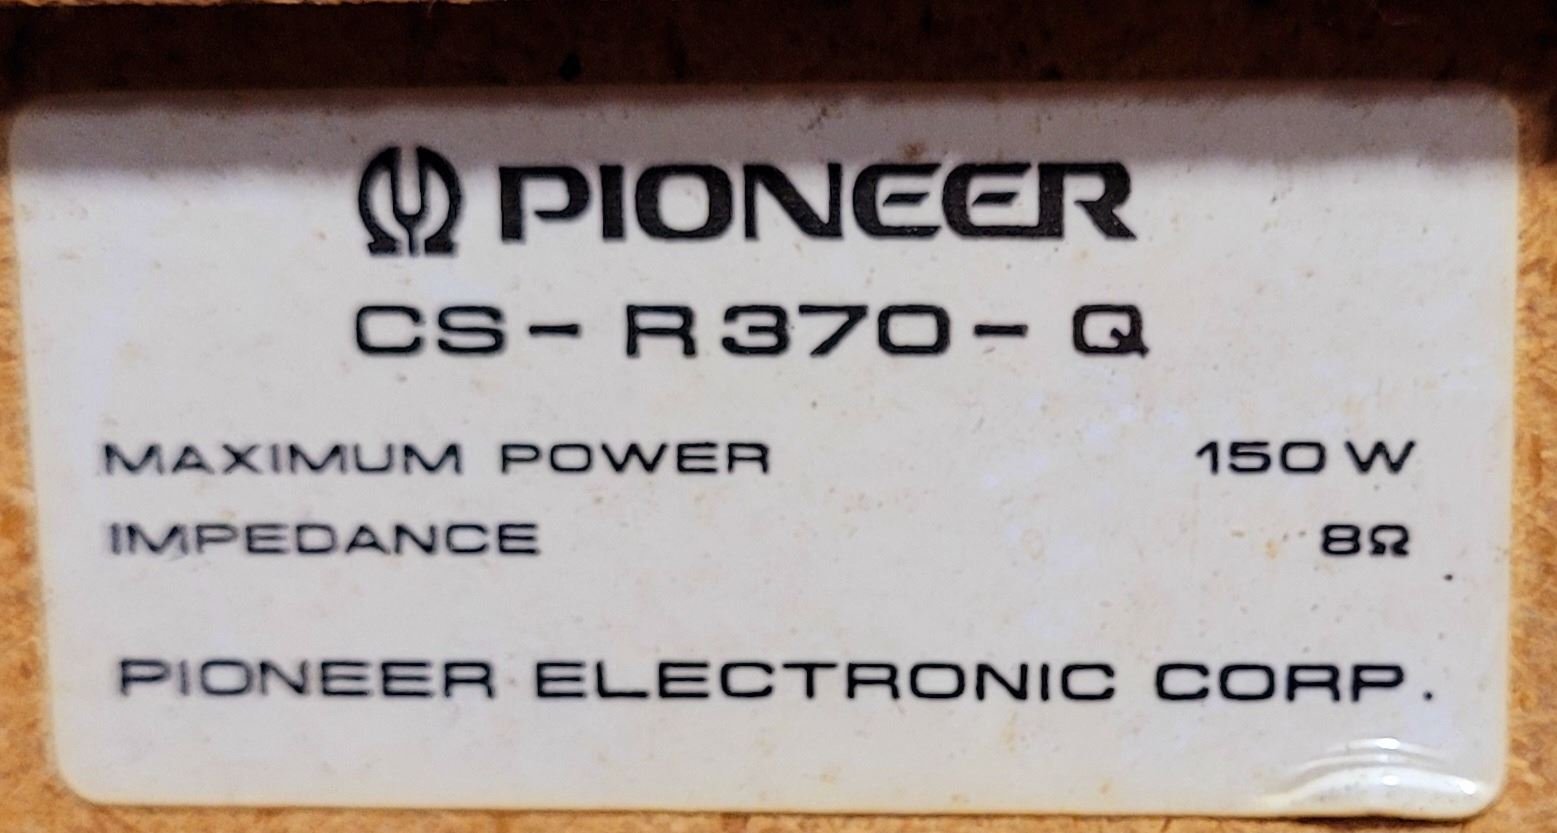 PIONEER
CS-R370-Q
MAXIMUM POWER 150 W
IMPEDANCE 8Ω
PIONEER ELECTRONIC CORP.